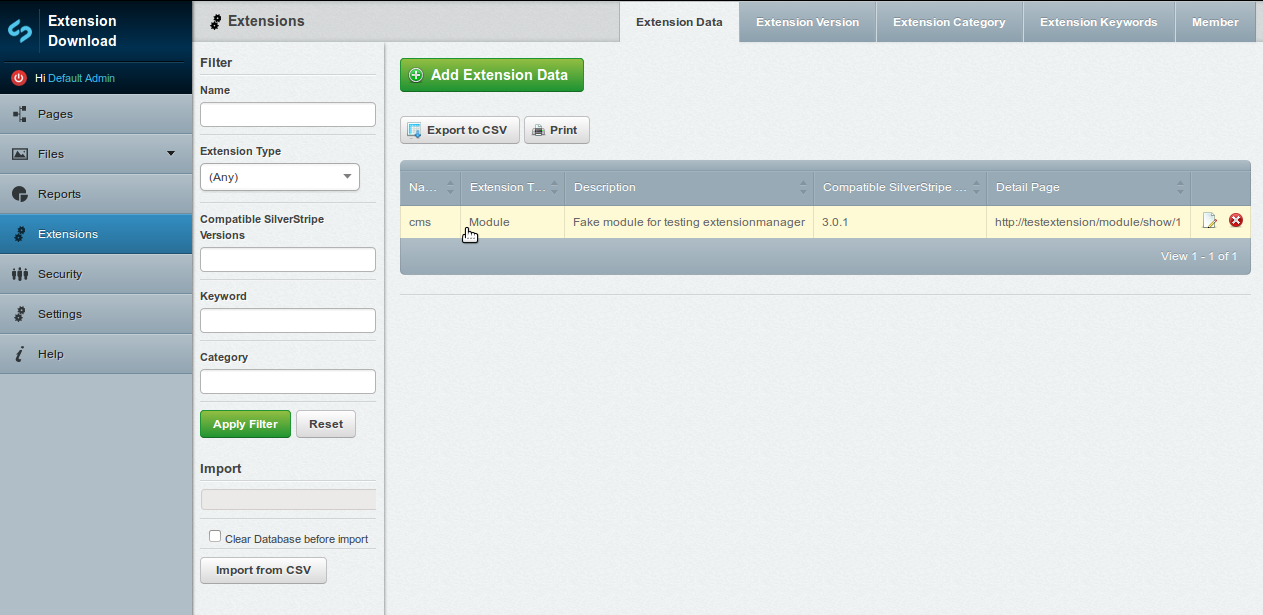 Extension
Download
Hi Default Admin
Pages
Files
Reports
Extensions
Security
Settings
Help
Extensions
Extension Data
Extension Version
Extension Category
Extension Keywords
Member
Filter
Name
Extension Type
(Any)
Compatible SilverStripe
Versions
Keyword
Category
Apply Filter
Reset
Import
Clear Database before import
Import from CSV
Add Extension Data
Export to CSV
Print
Na... Extension T... Description Compatible SilverStripe ... Detail Page
cms Module Fake module for testing extensionmanager 3.0.1 http://testextension/module/show/1
View 1 - 1 of 1